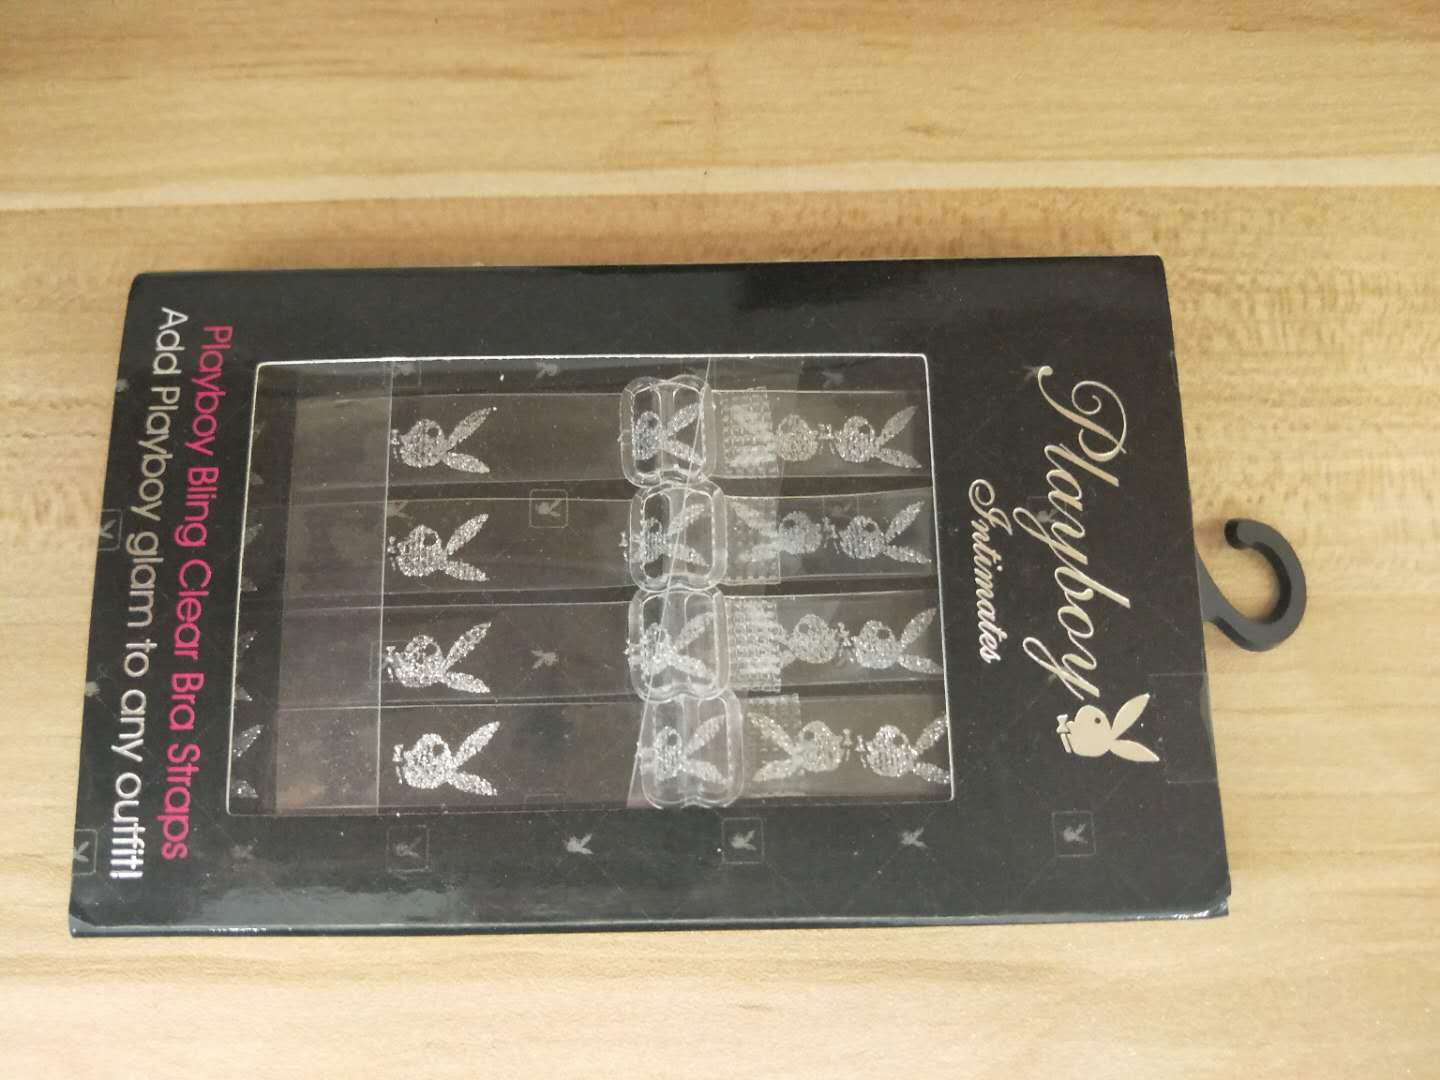 Playboy
Intimates
Playboy Bling Clear Bra Straps
Add Playboy glam to any outfit!